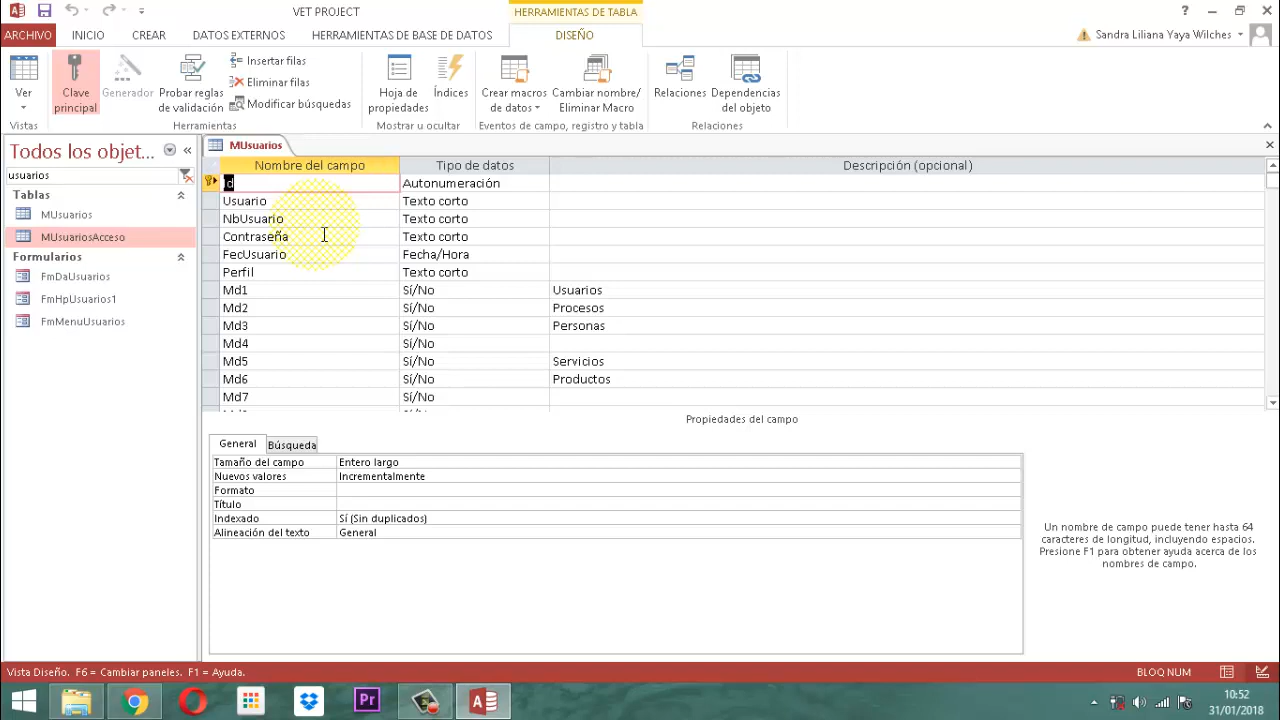 VET PROJECT
HERRAMIENTAS DE TABLA
?
ARCHIVO
INICIO
CREAR
DATOS EXTERNOS
HERRAMIENTAS DE BASE DE DATOS
DISEÑO
Sandra Liliana Yaya Wilches
Ver
Clave principal
Generador
Probar reglas de validación
Insertar filas
Eliminar filas
Modificar búsquedas
Hoja de propiedades
Índices
Crear macros de datos
Cambiar nombre/ Eliminar Macro
Relaciones
Dependencias del objeto
Vistas
Herramientas
Mostrar u ocultar
Eventos de campo, registro y tabla
Relaciones
Todos los objet...
usuarios
Tablas
MUsuarios
MUsuariosAcceso
Formularios
FmDaUsuarios
FmHpUsuarios1
FmMenuUsuarios
MUsuarios
Nombre del campo Tipo de datos Descripción (opcional)
Id Autonumeración
Usuario Texto corto
NbUsuario Texto corto
Contraseña Texto corto
FecUsuario Fecha/Hora
Perfil Texto corto
Md1 Sí/No Usuarios
Md2 Sí/No Procesos
Md3 Sí/No Personas
Md4 Sí/No
Md5 Sí/No Servicios
Md6 Sí/No Productos
Md7 Sí/No
Propiedades del campo
General Búsqueda
Tamaño del campo Entero largo
Nuevos valores Incrementalmente
Formato
Título
Indexado Sí (Sin duplicados)
Alineación del texto General
Un nombre de campo puede tener hasta 64
caracteres de longitud, incluyendo espacios.
Presione F1 para obtener ayuda acerca de los
nombres de campo.
Vista Diseño. F6 = Cambiar paneles. F1 = Ayuda.
BLOQ NUM
Pr
10:52
31/01/2018